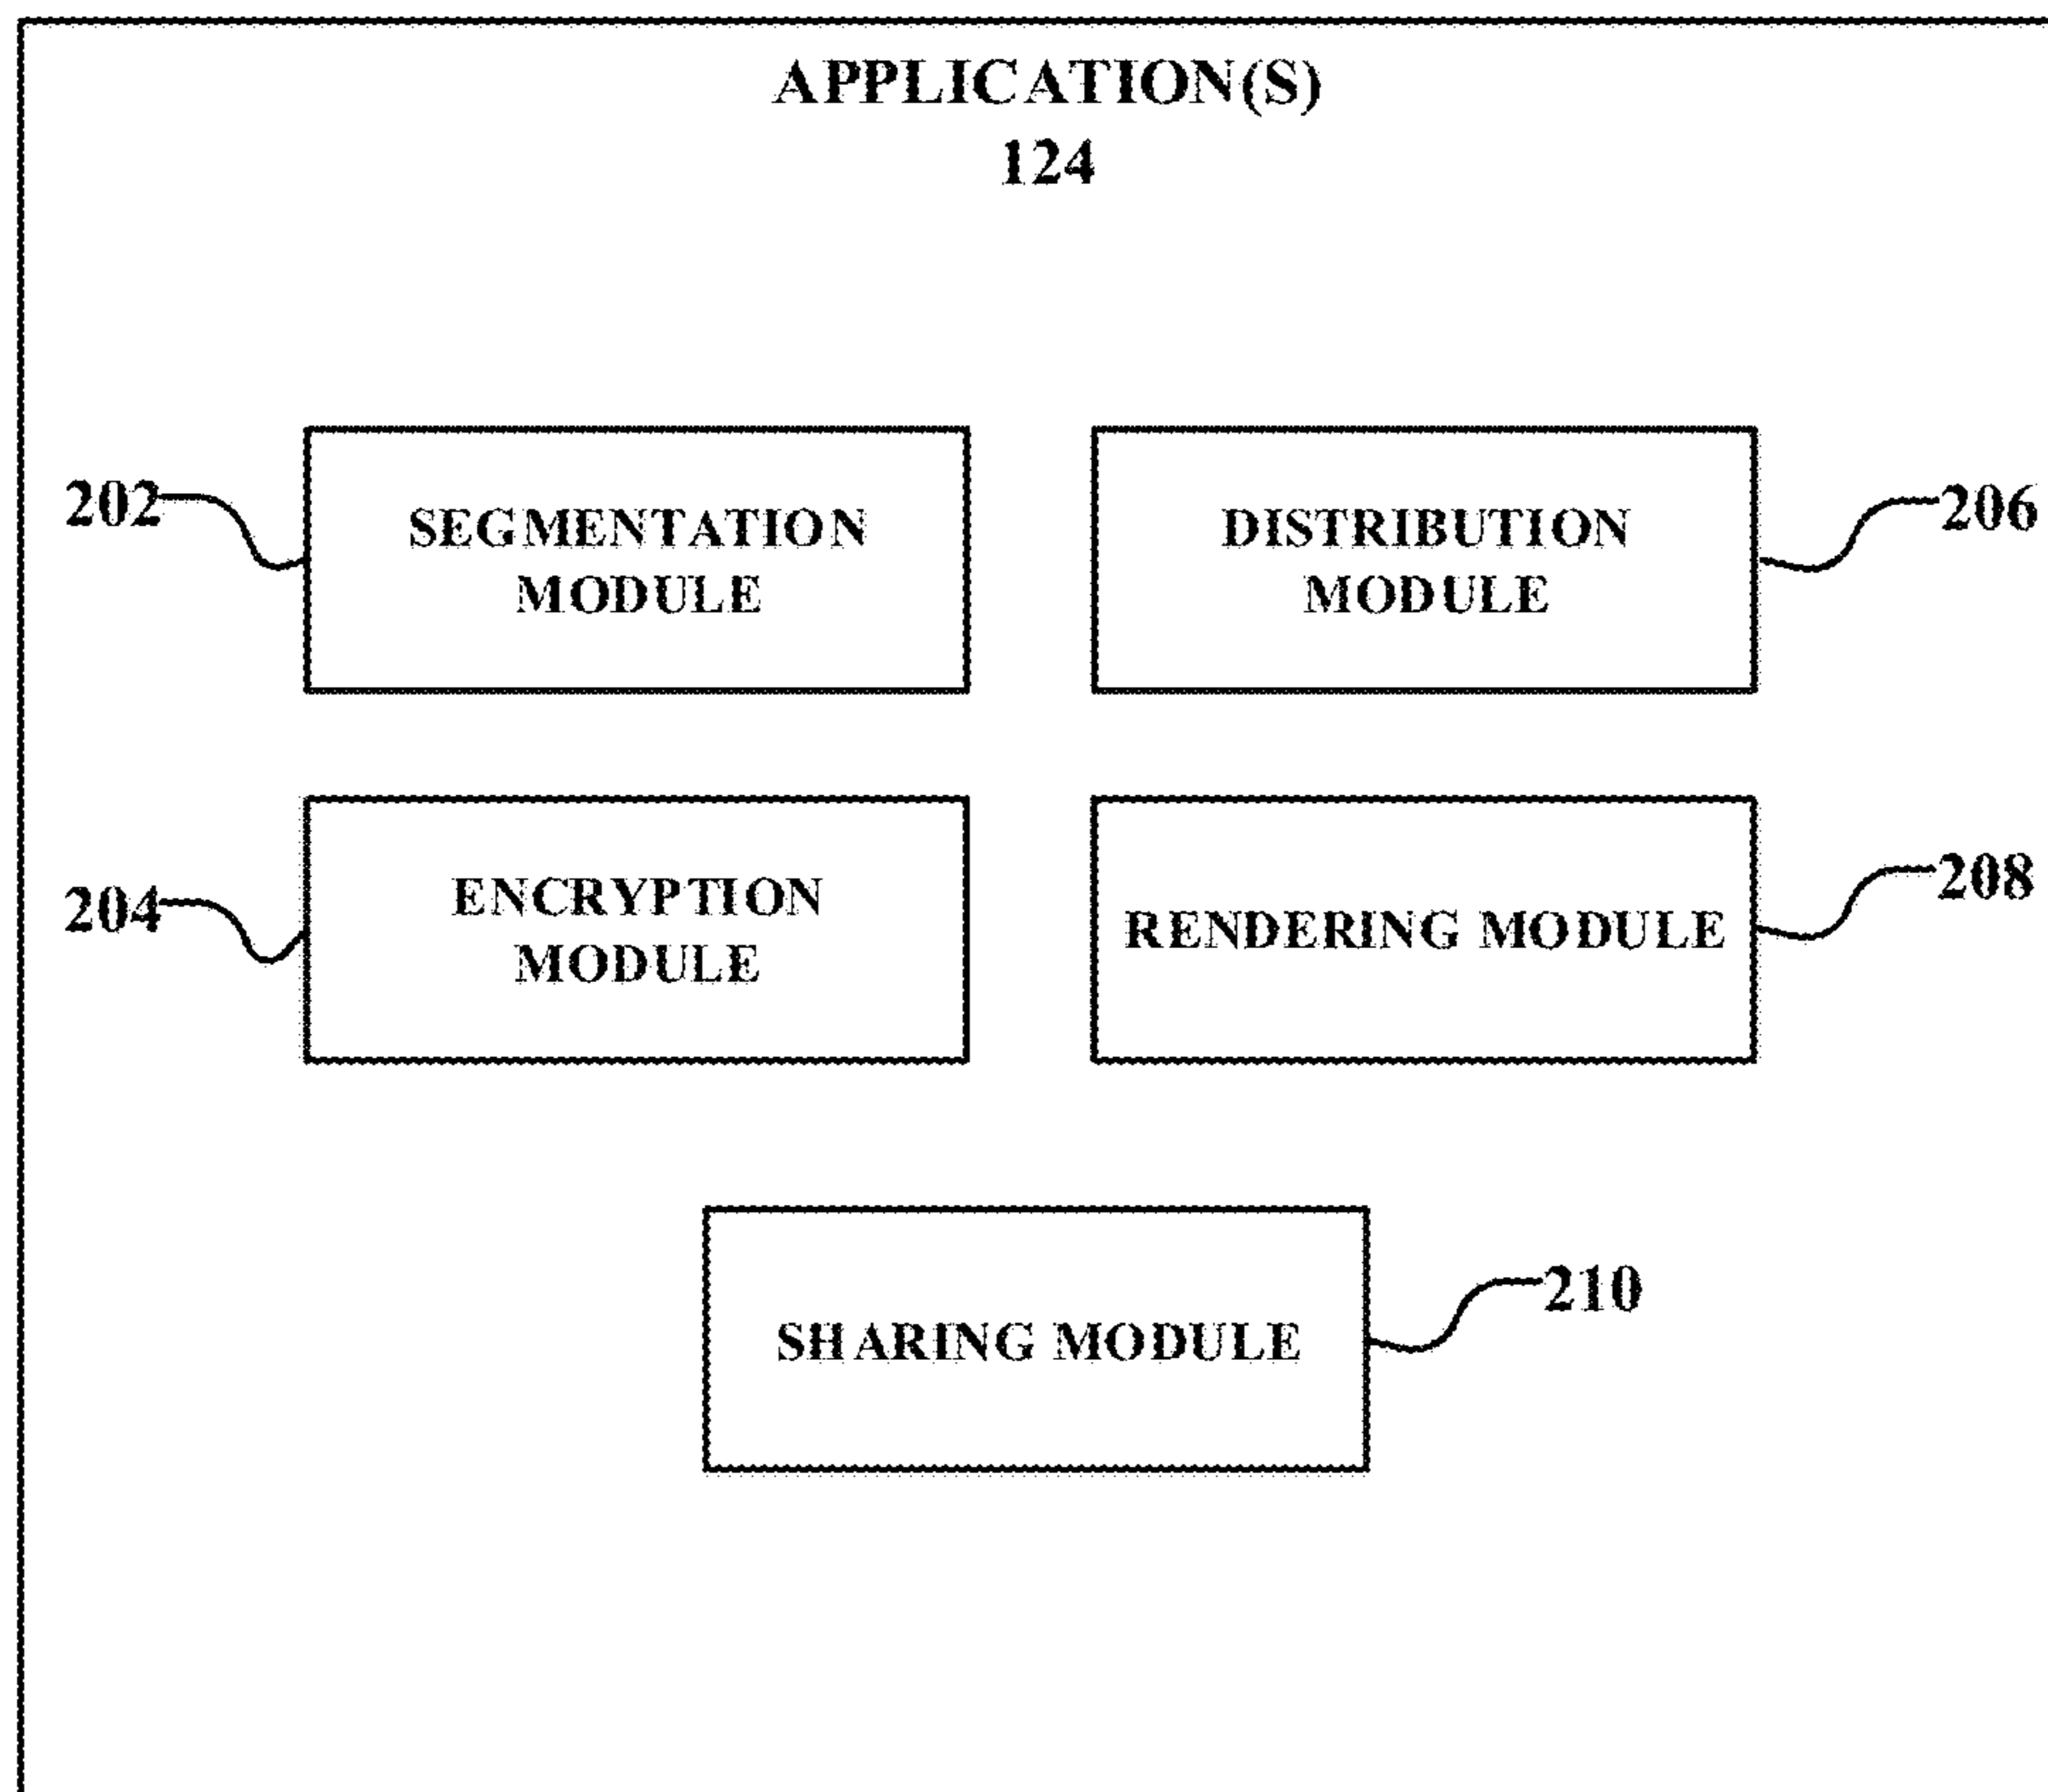 APPLICATION(S)
124
202
SEGMENTATION
MODULE
DISTRIBUTION
MODULE
206
204
ENCRYPTION
MODULE
RENDERING MODULE
208
SHARING MODULE
210